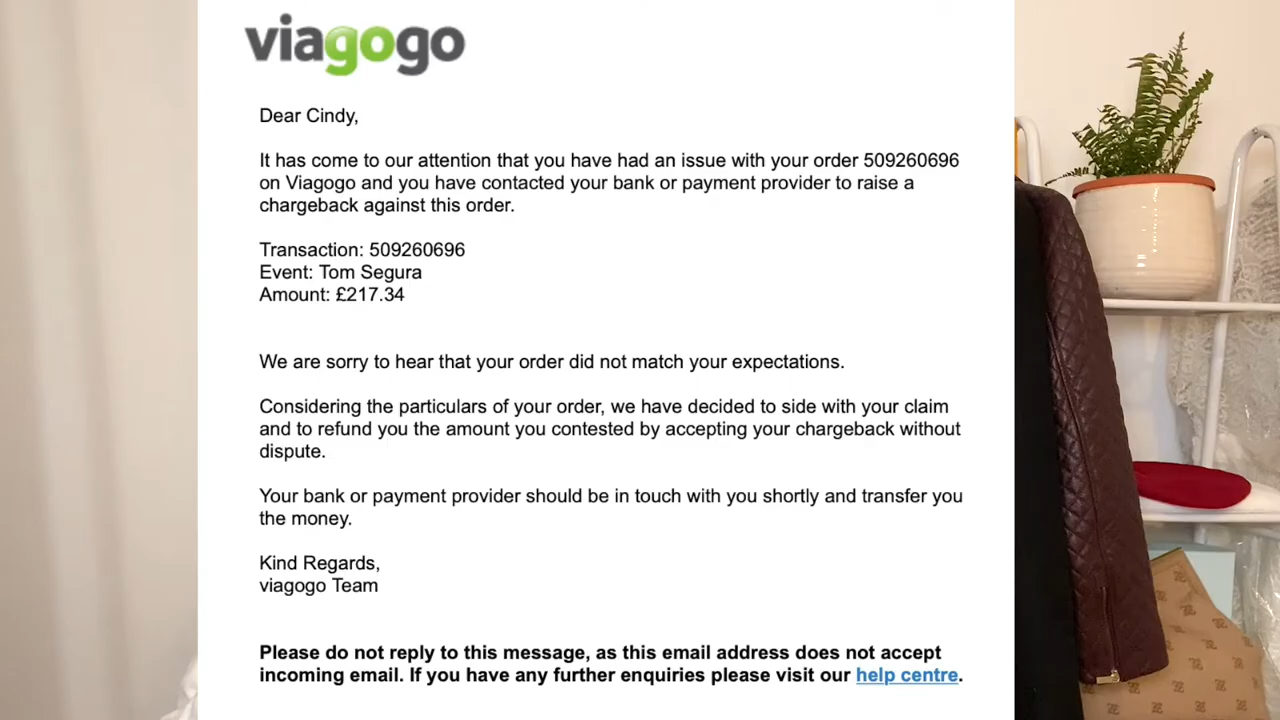 viagogo
Dear Cindy,
It has come to our attention that you have had an issue with your order 509260696
on Viagogo and you have contacted your bank or payment provider to raise a
chargeback against this order.
Transaction: 509260696
Event: Tom Segura
Amount: £217.34
We are sorry to hear that your order did not match your expectations.
Considering the particulars of your order, we have decided to side with your claim
and to refund you the amount you contested by accepting your chargeback without
dispute.
Your bank or payment provider should be in touch with you shortly and transfer you
the money.
Kind Regards,
viagogo Team
Please do not reply to this message, as this email address does not accept
incoming email. If you have any further enquiries please visit our help centre.